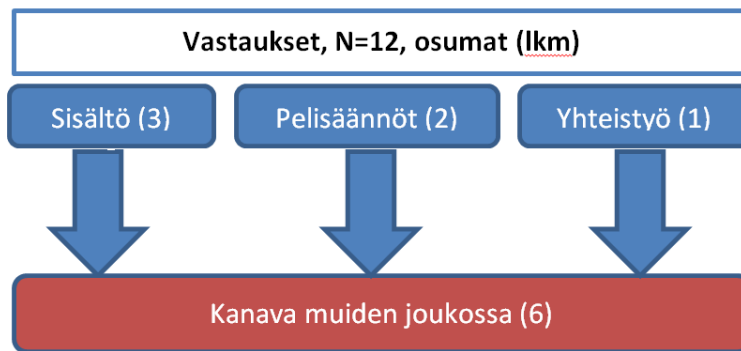 Vastaukset, N=12, osumat (lkm)
Sisältö (3)
Pelisäännöt (2)
Yhteistyö (1)
Kanava muiden joukossa (6)